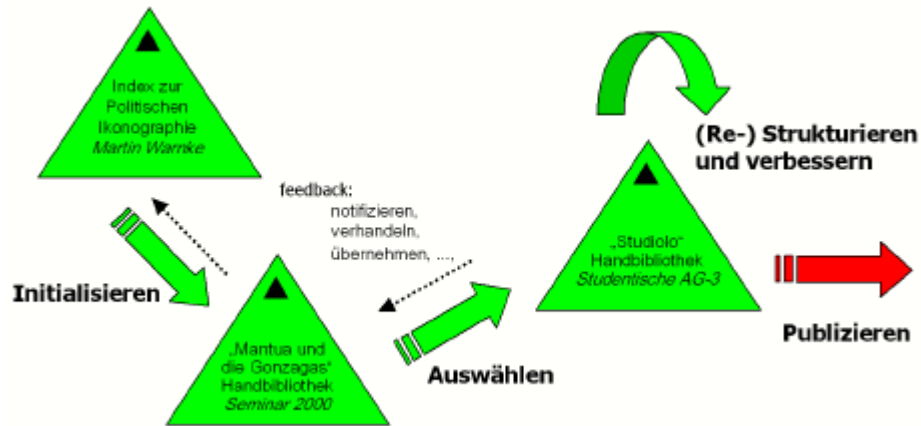 Index zur
Politischen
Ikonographie
Martin Warnke
(Re-) Strukturieren
und verbessern
feedback:
notifizieren,
verhandeln,
übernehmen, ...,
„Studiolo“
Handbibliothek
Studentische AG-3
Initialisieren
Publizieren
„Mantua und
die Gonzagas“
Handbibliothek
Seminar 2000
Auswählen